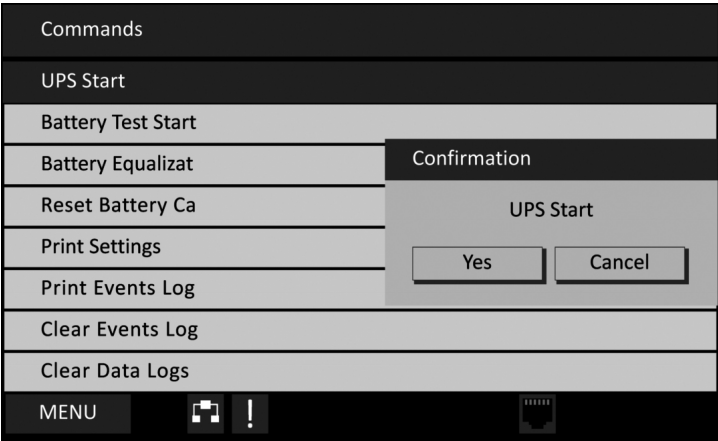 Commands
UPS Start
Battery Test Start
Battery Equalizat
Reset Battery Ca
Print Settings
Print Events Log
Clear Events Log
Clear Data Logs
Confirmation
UPS Start
Yes Cancel
MENU !